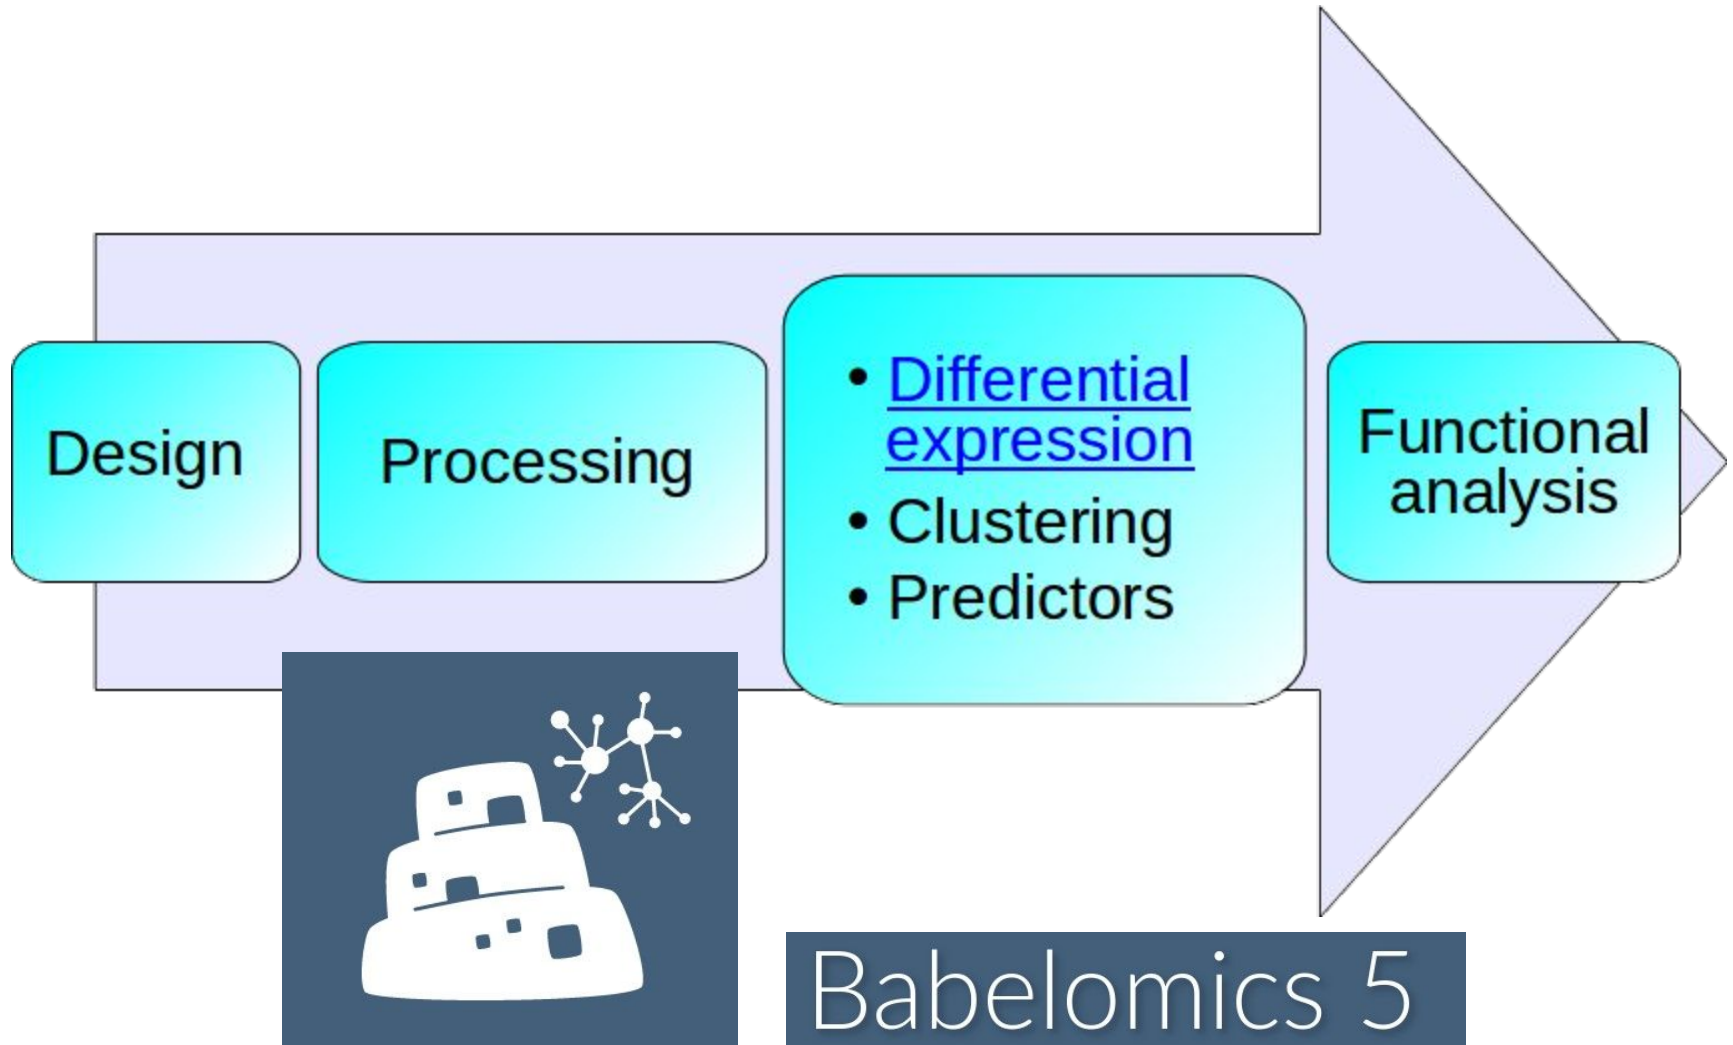 Design
Processing
• Differential
expression
• Clustering
• Predictors
Functional
analysis
Babelomics 5